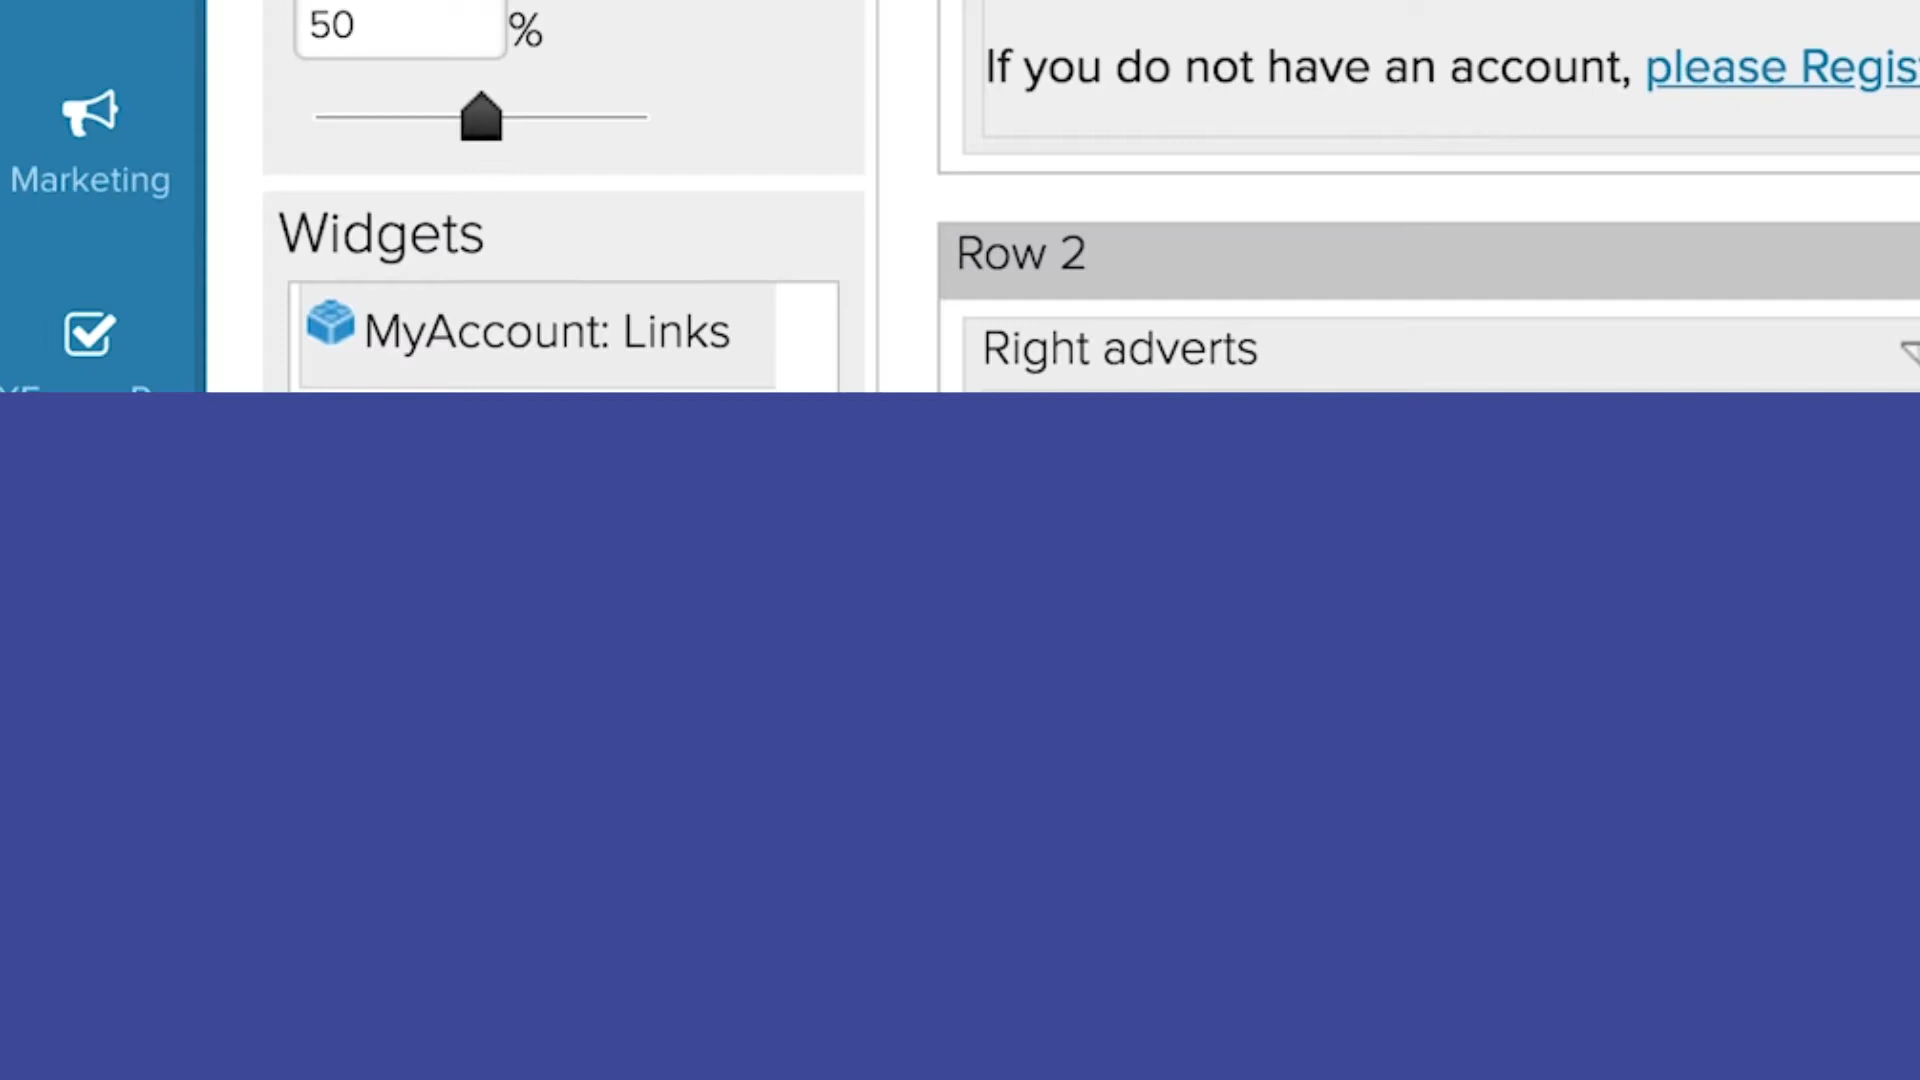 50 %
If you do not have an account, please Regis
Marketing
Widgets
Row 2
MyAccount: Links
Right adverts